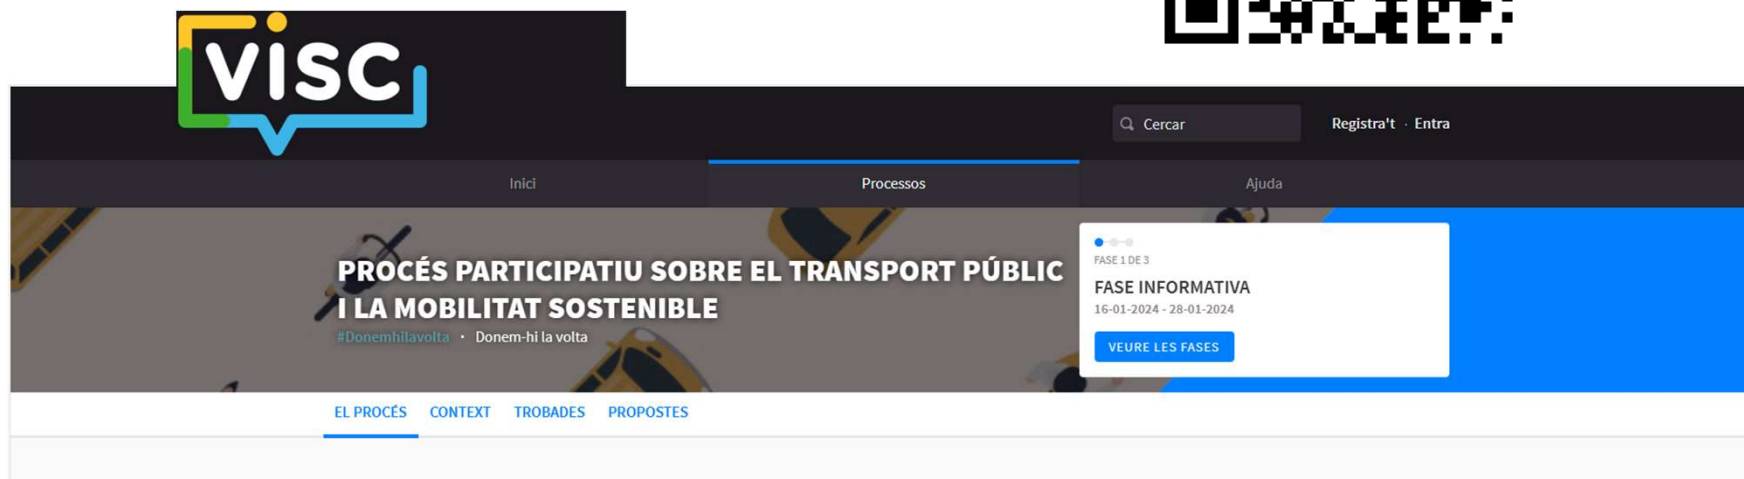 VISC
Cercar
Registra't · Entra
Inici
Processos
Ajuda
PROCÉS PARTICIPATIU SOBRE EL TRANSPORT PÚBLIC
I LA MOBILITAT SOSTENIBLE
#Donemhilavolta · Donem-hi la volta
FASE 1 DE 3
FASE INFORMATIVA
16-01-2024 - 28-01-2024
VEURE LES FASES
EL PROCÉS
CONTEXT
TROBADES
PROPOSTES